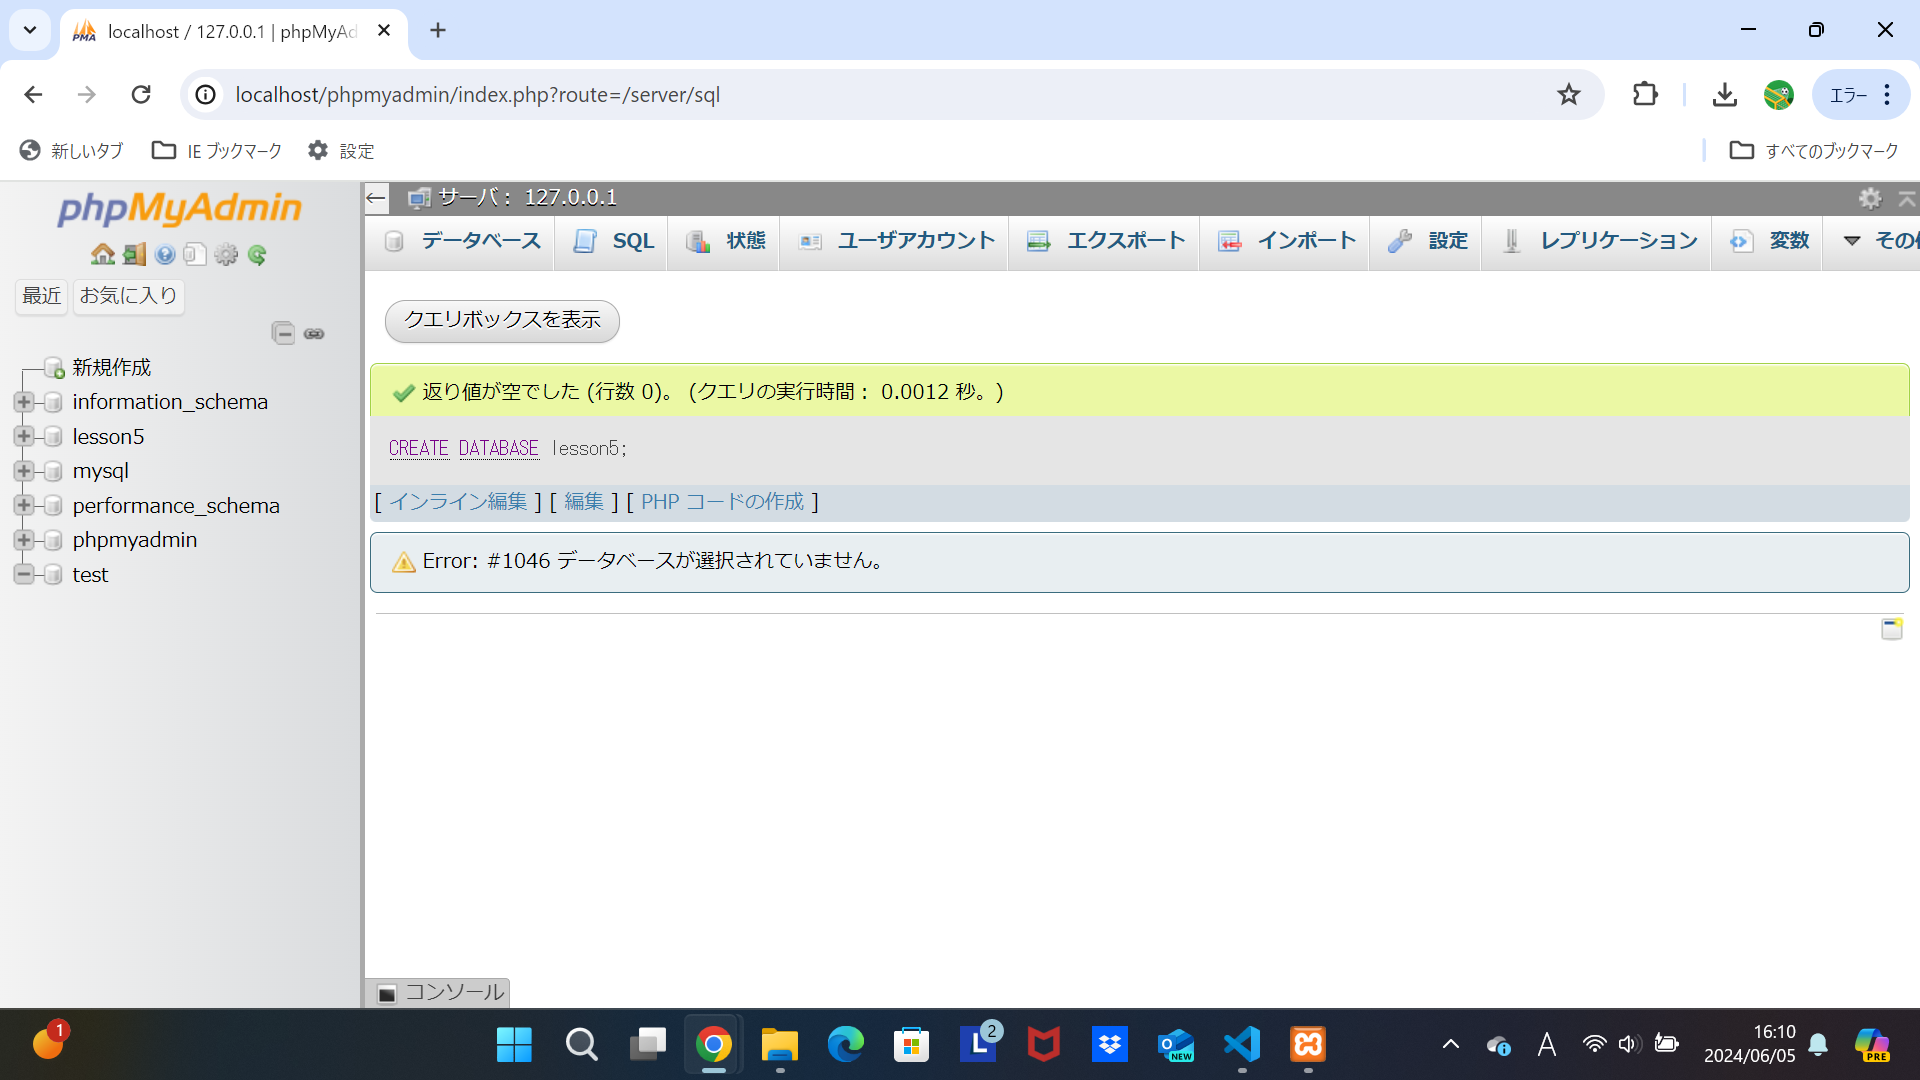 localhost / 127.0.0.1 | phpMyAd
localhost/phpmyadmin/index.php?route=/server/sql
エラー
新しいタブ
IE ブックマーク
設定
すべてのブックマーク
phpMyAdmin
最近
お気に入り
新規作成
information_schema
lesson5
mysql
performance_schema
phpmyadmin
test
サーバ: 127.0.0.1
データベース
SQL
状態
ユーザアカウント
エクスポート
インポート
設定
レプリケーション
変数
その他
クエリボックスを表示
返り値が空でした (行数 0)。 (クエリの実行時間: 0.0012 秒。)
CREATE DATABASE lesson5;
[ インライン編集 ] [ 編集 ] [ PHP コードの作成 ]
Error: #1046 データベースが選択されていません。
コンソール
1
L
2
NEW
A
16:10
2024/06/05
PRE